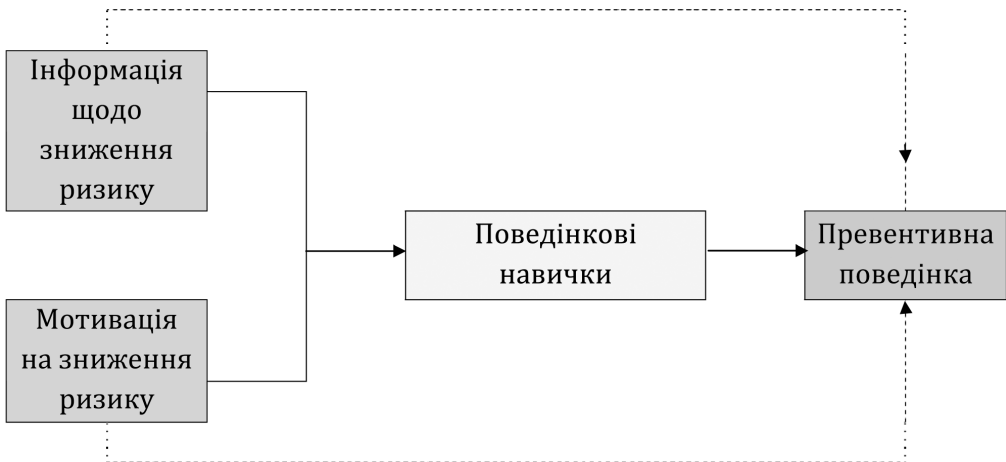 Інформація
щодо
зниження
ризику
Поведінкові
навички
Превентивна
поведінка
Мотивація
на зниження
ризику